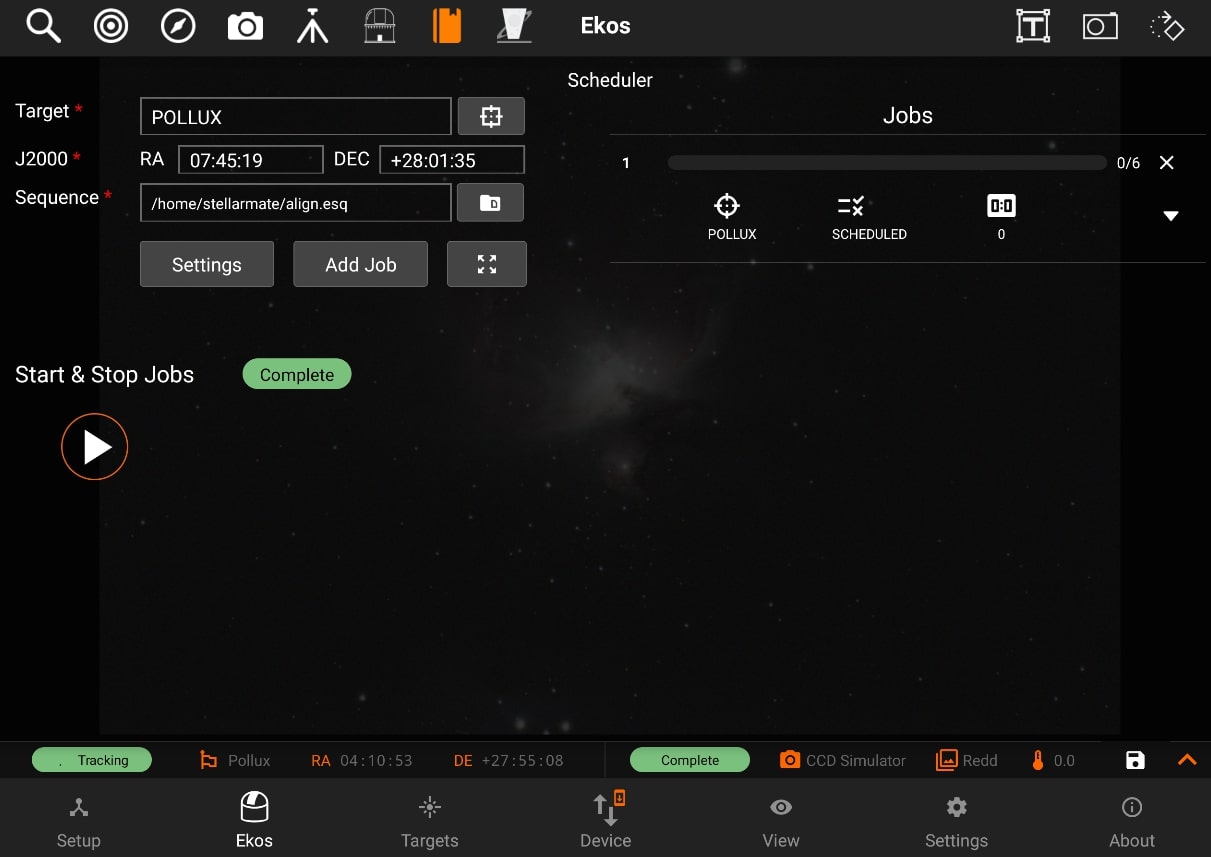 Ekos
Scheduler
Target *
POLLUX
J2000 *
RA 07:45:19 DEC +28:01:35
Sequence *
/home/stellarmate/align.esq
Settings
Add Job
Start & Stop Jobs
Complete
Jobs
1
0/6
POLLUX
SCHEDULED
0:0
0
. Tracking
Pollux
RA 04:10:53
DE +27:55:08
Complete
CCD Simulator
Redd
0.0
Setup
Ekos
Targets
Device
View
Settings
About